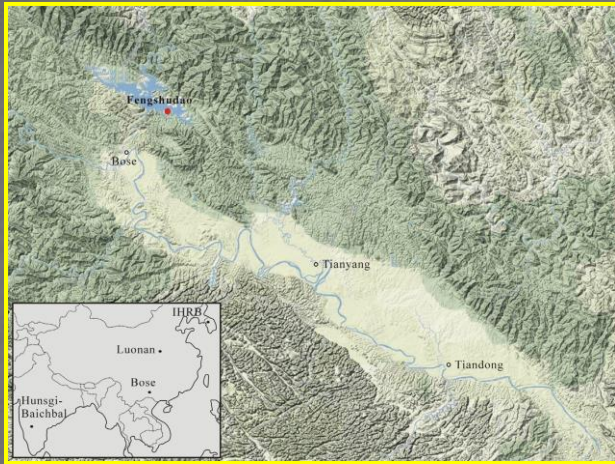 Fengshudao
Bose
Tianyang
Tiandong
IHRB
Luonan
Bose
Hunsgi-
Baichbal